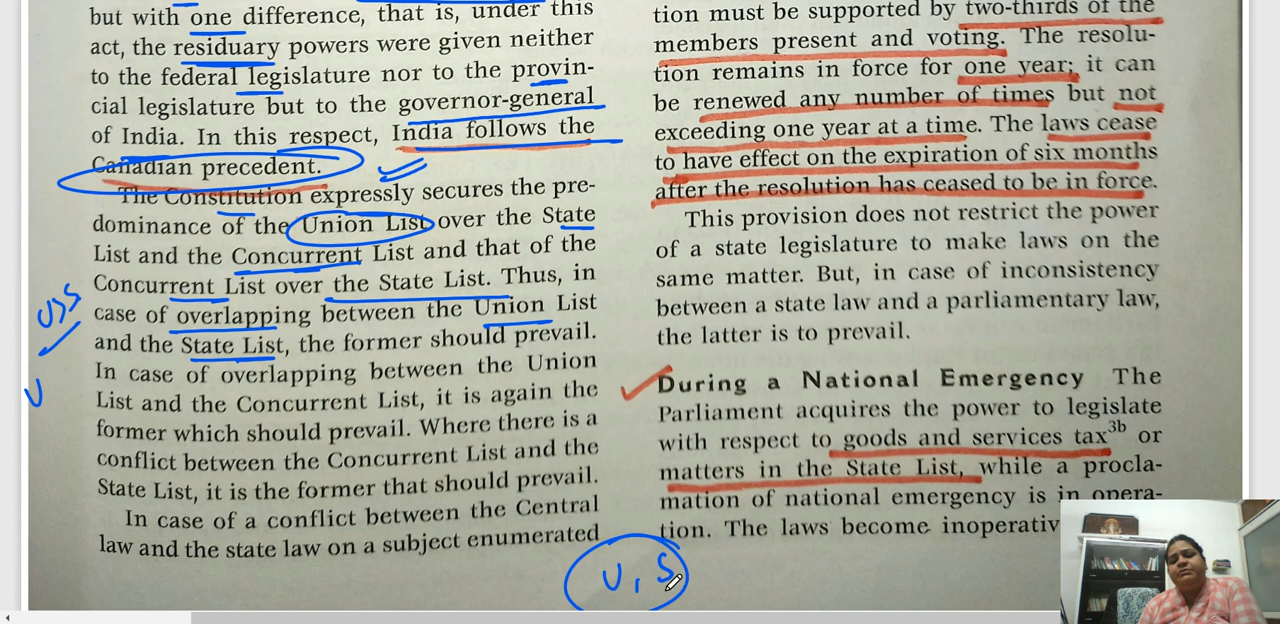 but with one difference, that is, under this
act, the residuary powers were given neither
to the federal legislature nor to the provin-
cial legislature but to the governor-general
of India. In this respect, India follows the
Canadian precedent.
The Constitution expressly secures the pre-
dominance of the Union List over the State
List and the Concurrent List and that of the
Concurrent List over the State List. Thus, in
case of overlapping between the Union List
and the State List, the former should prevail.
In case of overlapping between the Union
List and the Concurrent List, it is again the
former which should prevail. Where there is a
conflict between the Concurrent List and the
State List, it is the former that should prevail.
In case of a conflict between the Central
law and the state law on a subject enumerated
U
tion must be supported by two-thirds of the
members present and voting. The resolu-
tion remains in force for one year; it can
be renewed any number of times but not
exceeding one year at a time. The laws cease
to have effect on the expiration of six months
after the resolution has ceased to be in force.
This provision does not restrict the power
of a state legislature to make laws on the
same matter. But, in case of inconsistency
between a state law and a parliamentary law,
the latter is to prevail.
During a National Emergency The
Parliament acquires the power to legislate
with respect to goods and services tax3b or
matters in the State List, while a procla-
mation of national emergency is in opera-
tion. The laws become inoperativ
U, S